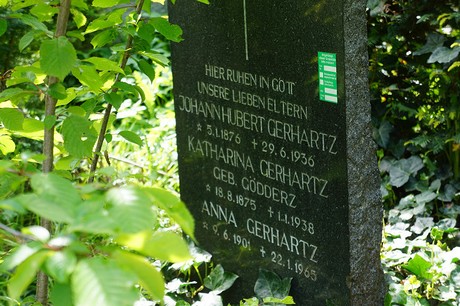 HIER RUHEN IN GOTT
UNSERE LIEBEN ELTERN
JOHANN HUBERT GERHARTZ
* 5.1.1876 + 29.6.1936
KATHARINA GERHARTZ
GEB. GÖDDERZ
* 18.8.1875 + 1.1.1938
ANNA GERHARTZ
* 9.6.1901 + 22.1.1965